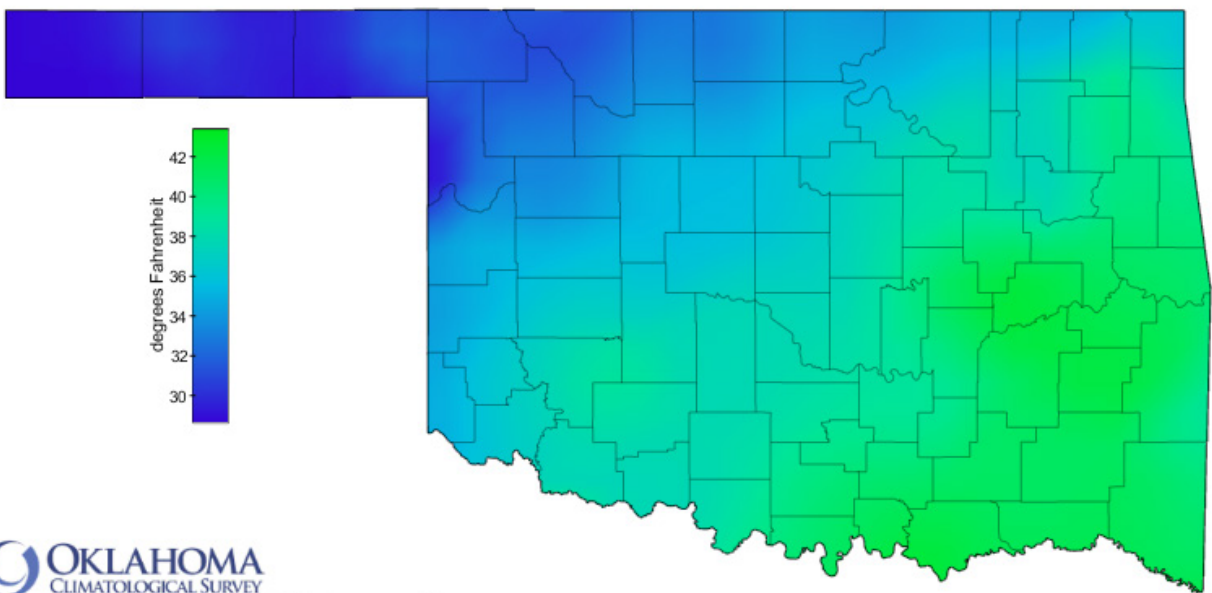 42
40
38
36
34
32
30
degrees Fahrenheit
OKLAHOMA
CLIMATOLOGICAL SURVEY